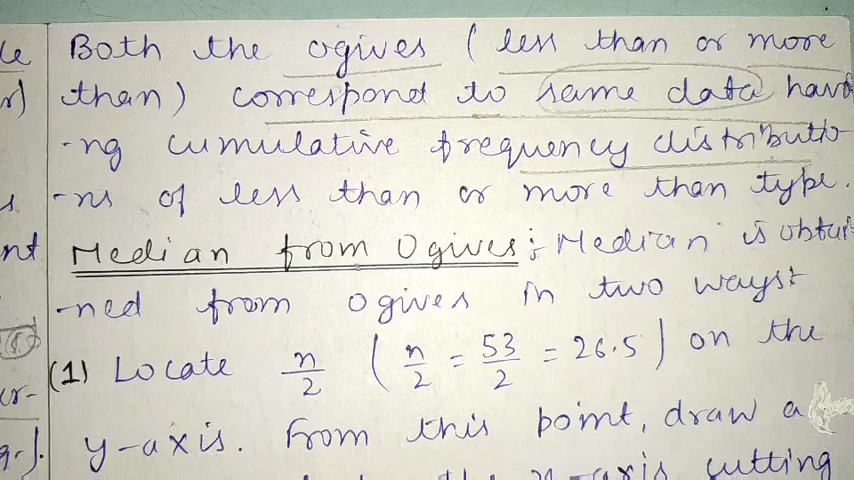 Both the ogives (less than or more
than) correspond to same data hav
-ng cumulative frequency distributio
-ns of less than or more than type.
Median from Ogives: Median is obtai
-ned from ogives in two ways:
(1) Locate n/2 (n/2 = 53/2 = 26.5) on the
y-axis. From this point, draw a
x-axis cutting